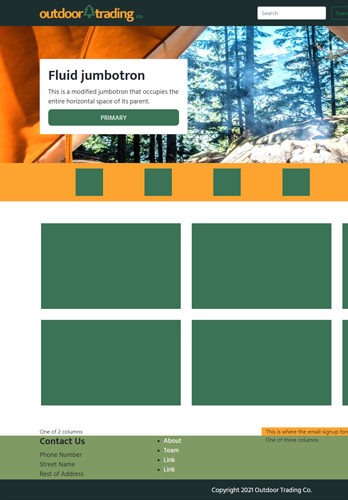 outdoor trading co.
Search
Fluid jumbotron
This is a modified jumbotron that occupies the
entire horizontal space of its parent.
PRIMARY
One of 2 columns
Contact Us
Phone Number
Street Name
Rest of Address
About
Team
Link
Link
This is where the email signup for
One of three columns
Copyright 2021 Outdoor Trading Co.